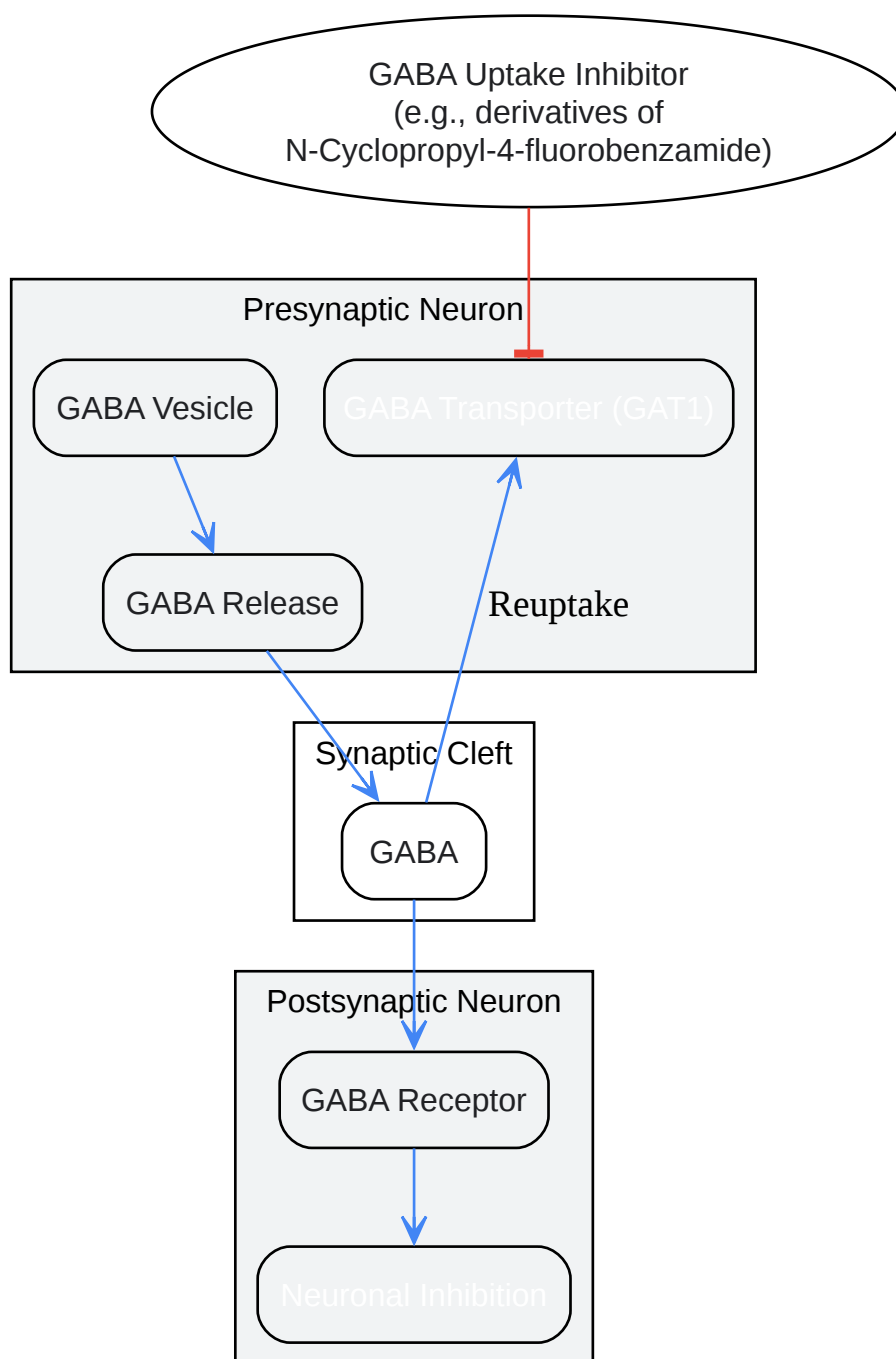 GABA Uptake Inhibitor
(e.g., derivatives of
N-Cyclopropyl-4-fluorobenzamide)
Presynaptic Neuron
GABA Vesicle
GABA Transporter (GAT1)
GABA Release
Reuptake
Synaptic Cleft
GABA
Postsynaptic Neuron
GABA Receptor
Neuronal Inhibition